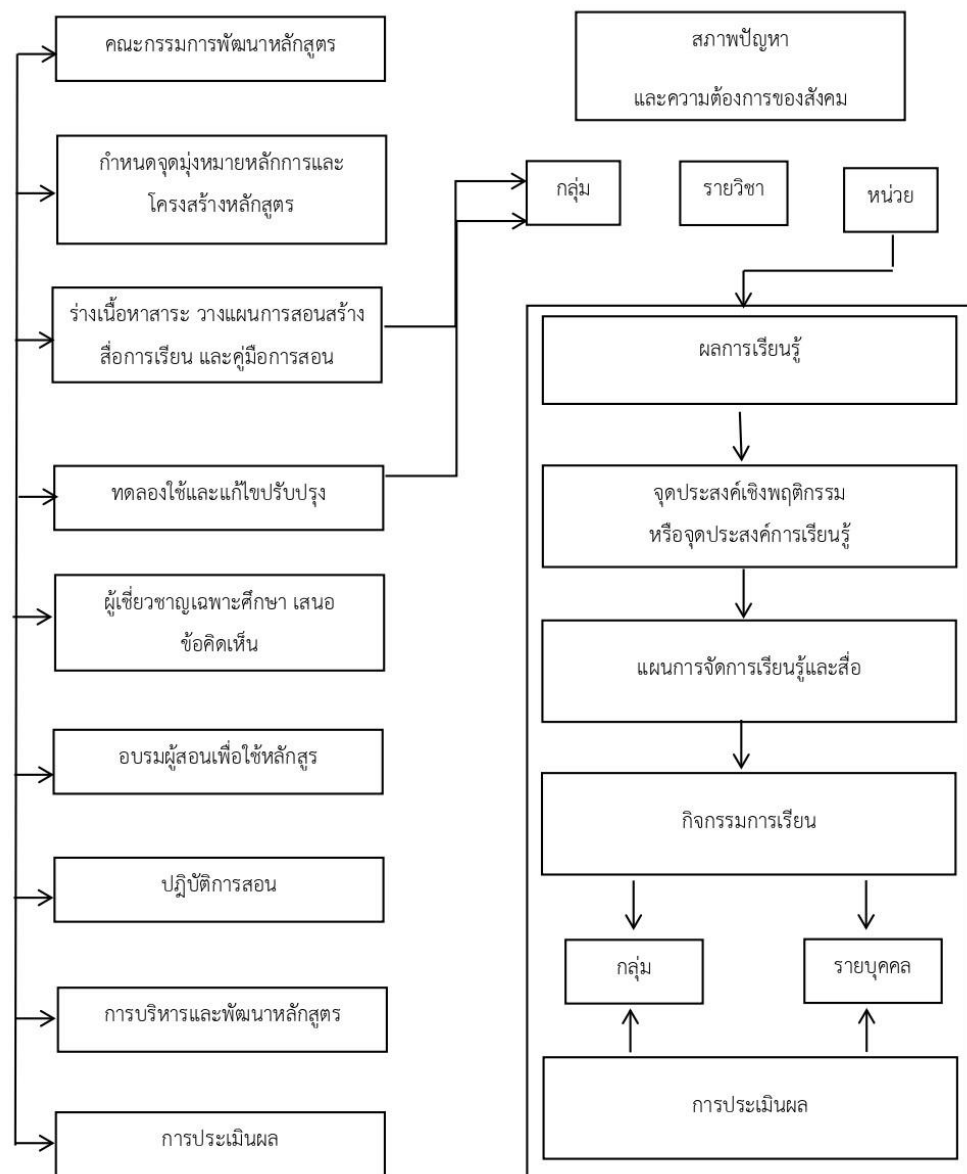 คณะกรรมการพัฒนาหลักสูตร
กำหนดจุดมุ่งหมายหลักการและ
โครงสร้างหลักสูตร
ร่างเนื้อหาสาระ วางแผนการสอนสร้าง
สื่อการเรียน และคู่มือการสอน
ทดลองใช้และแก้ไขปรับปรุง
ผู้เชี่ยวชาญเฉพาะศึกษา เสนอ
ข้อคิดเห็น
อบรมผู้สอนเพื่อใช้หลักสูร
ปฎิบัติการสอน
การบริหารและพัฒนาหลักสูตร
การประเมินผล
สภาพปัญหา
และความต้องการของสังคม
กลุ่ม
รายวิชา
หน่วย
ผลการเรียนรู้
จุดประสงค์เชิงพฤติกรรม
หรือจุดประสงค์การเรียนรู้
แผนการจัดการเรียนรู้และสื่อ
กิจกรรมการเรียน
กลุ่ม
รายบุคคล
การประเมินผล